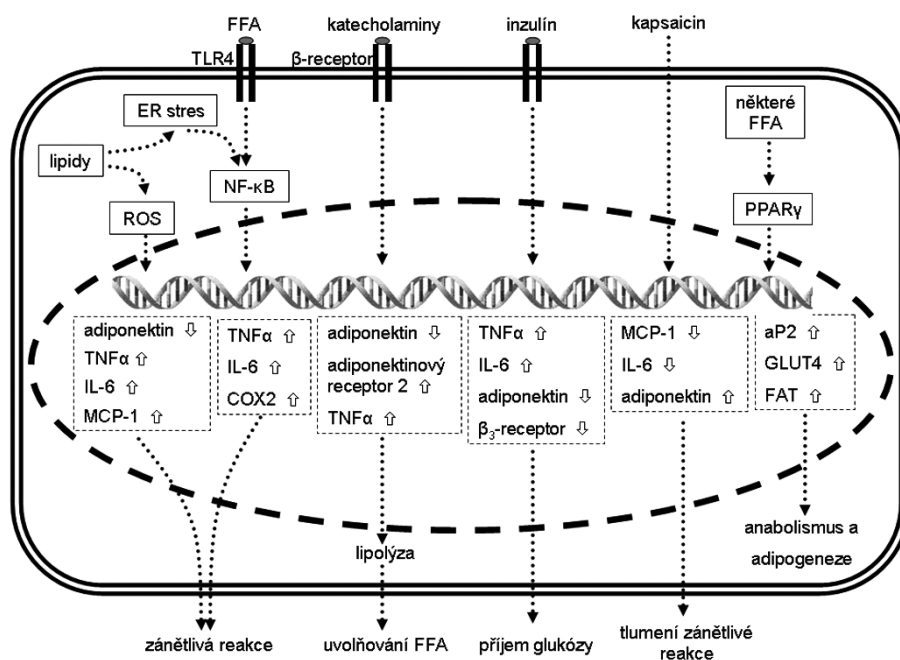 FFA
katecholaminy
inzulín
kapsaicin
TLR4
β-receptor
ER stres
některé
FFA
lipidy
NF-κB
ROS
PPARγ
adiponektin ⇩
TNFα ⇧
IL-6 ⇧
MCP-1 ⇧
TNFα ⇧
IL-6 ⇧
COX2 ⇧
adiponektin ⇩
adiponektinový
receptor 2 ⇧
TNFα ⇧
TNFα ⇧
IL-6 ⇧
adiponektin ⇩
β₃-receptor ⇩
MCP-1 ⇩
IL-6 ⇩
adiponektin ⇧
aP2 ⇧
GLUT4 ⇧
FAT ⇧
lipolýza
anabolismus a
adipogeneze
zánětlivá reakce
uvolňování FFA
příjem glukózy
tlumení zánětlivé
reakce